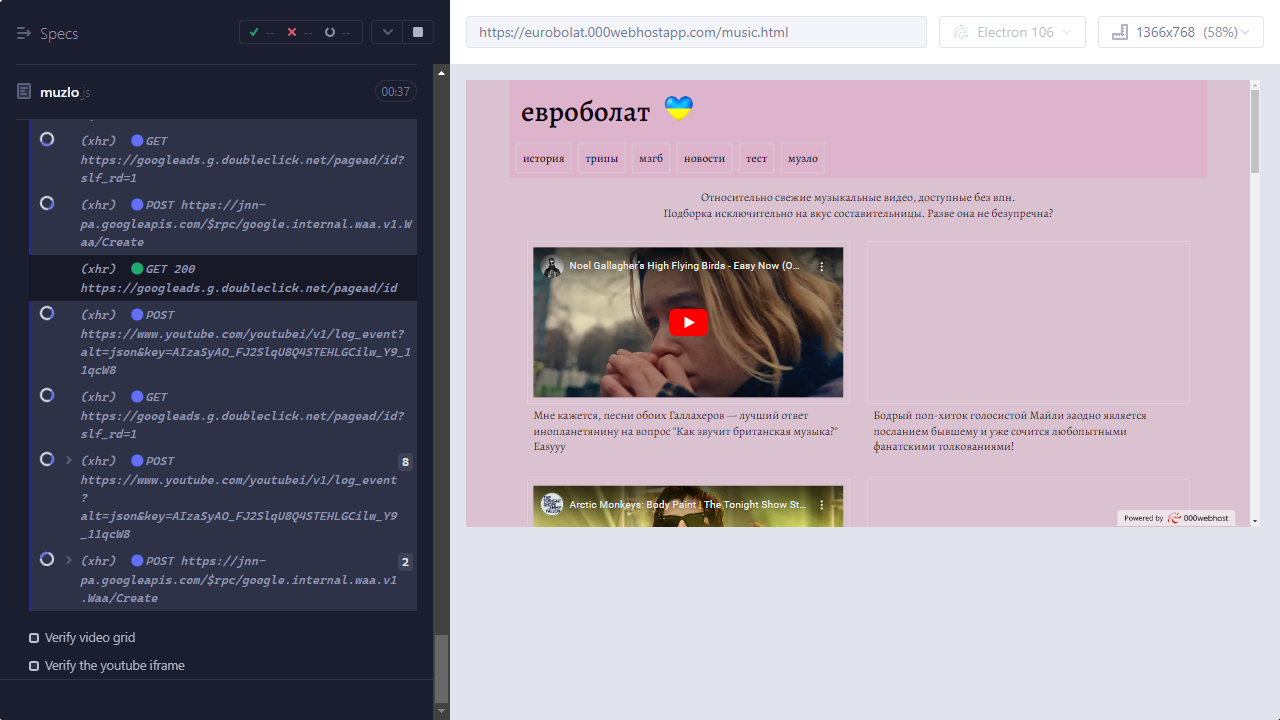 Specs
-- -- --
muzlo.js
00:37
(xhr) GET
https://googleads.g.doubleclick.net/pagead/id?
slf_rd=1
(xhr) POST https://jnn-
pa.googleapis.com/$rpc/google.internal.waa.v1.W
aa/Create
(xhr) GET 200
https://googleads.g.doubleclick.net/pagead/id
(xhr) POST
https://www.youtube.com/youtubei/v1/log_event?
alt=json&key=AIzaSyAO_FJ2SlqU8Q4STEHLGCilw_Y9_1
1qcW8
(xhr) GET
https://googleads.g.doubleclick.net/pagead/id?
slf_rd=1
(xhr) POST 8
https://www.youtube.com/youtubei/v1/log_event
?
alt=json&key=AIzaSyAO_FJ2SlqU8Q4STEHLGCilw_Y9
_11qcW8
(xhr) POST https://jnn- 2
pa.googleapis.com/$rpc/google.internal.waa.v1
.Waa/Create
Verify video grid
Verify the youtube iframe
https://eurobolat.000webhostapp.com/music.html
Electron 106
1366x768 (58%)
евроболат
история трипы мзгб новости тест музло
Относительно свежие музыкальные видео, доступные без впн.
Подборка исключительно на вкус составительницы. Разве она не безупречна?
Noel Gallagher's High Flying Birds - Easy Now (O...
Мне кажется, песни обоих Галлахеров — лучший ответ
инопланетянину на вопрос "Как звучит британская музыка?"
Easyyy
Бодрый поп-хиток голосистой Майли заодно является
посланием бывшему и уже сочится любопытными
фанатскими толкованиями!
Arctic Monkeys: Body Paint | The Tonight Show St...
Powered by 000webhost